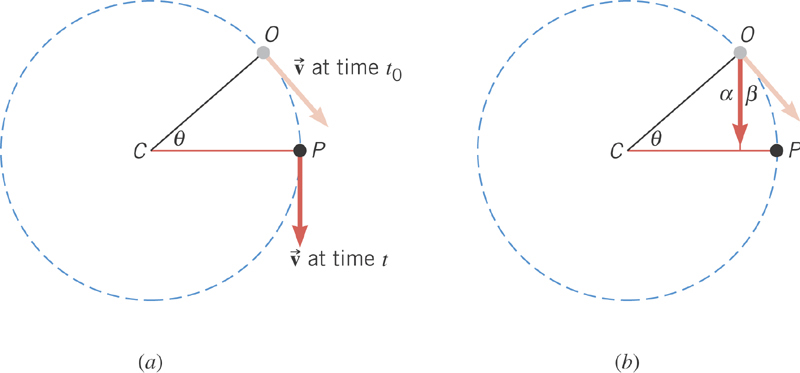 O
v⃗ at time t₀
C
θ
P
v⃗ at time t
(a)
O
α
β
C
θ
P
(b)